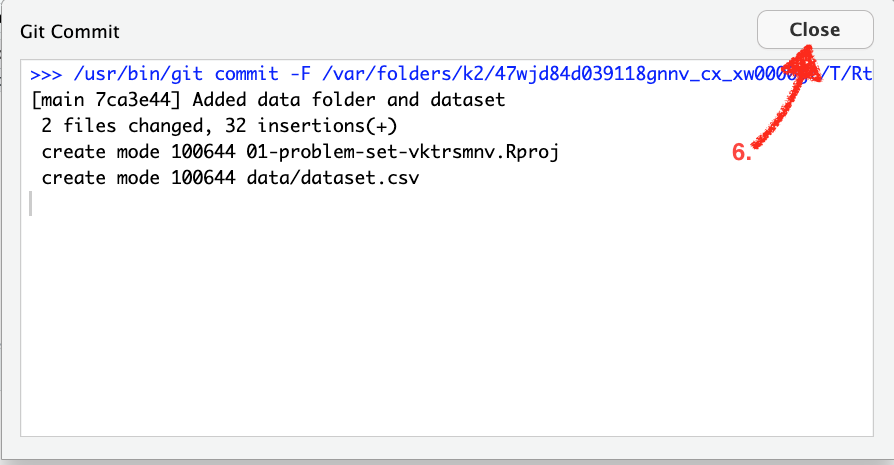 Git Commit
Close
>>> /usr/bin/git commit -F /var/folders/k2/47wjd84d039118gnnv_cx_xw0000 /T/Rt
[main 7ca3e44] Added data folder and dataset
2 files changed, 32 insertions(+)
create mode 100644 01-problem-set-vktrsmnv.Rproj
create mode 100644 data/dataset.csv
6.